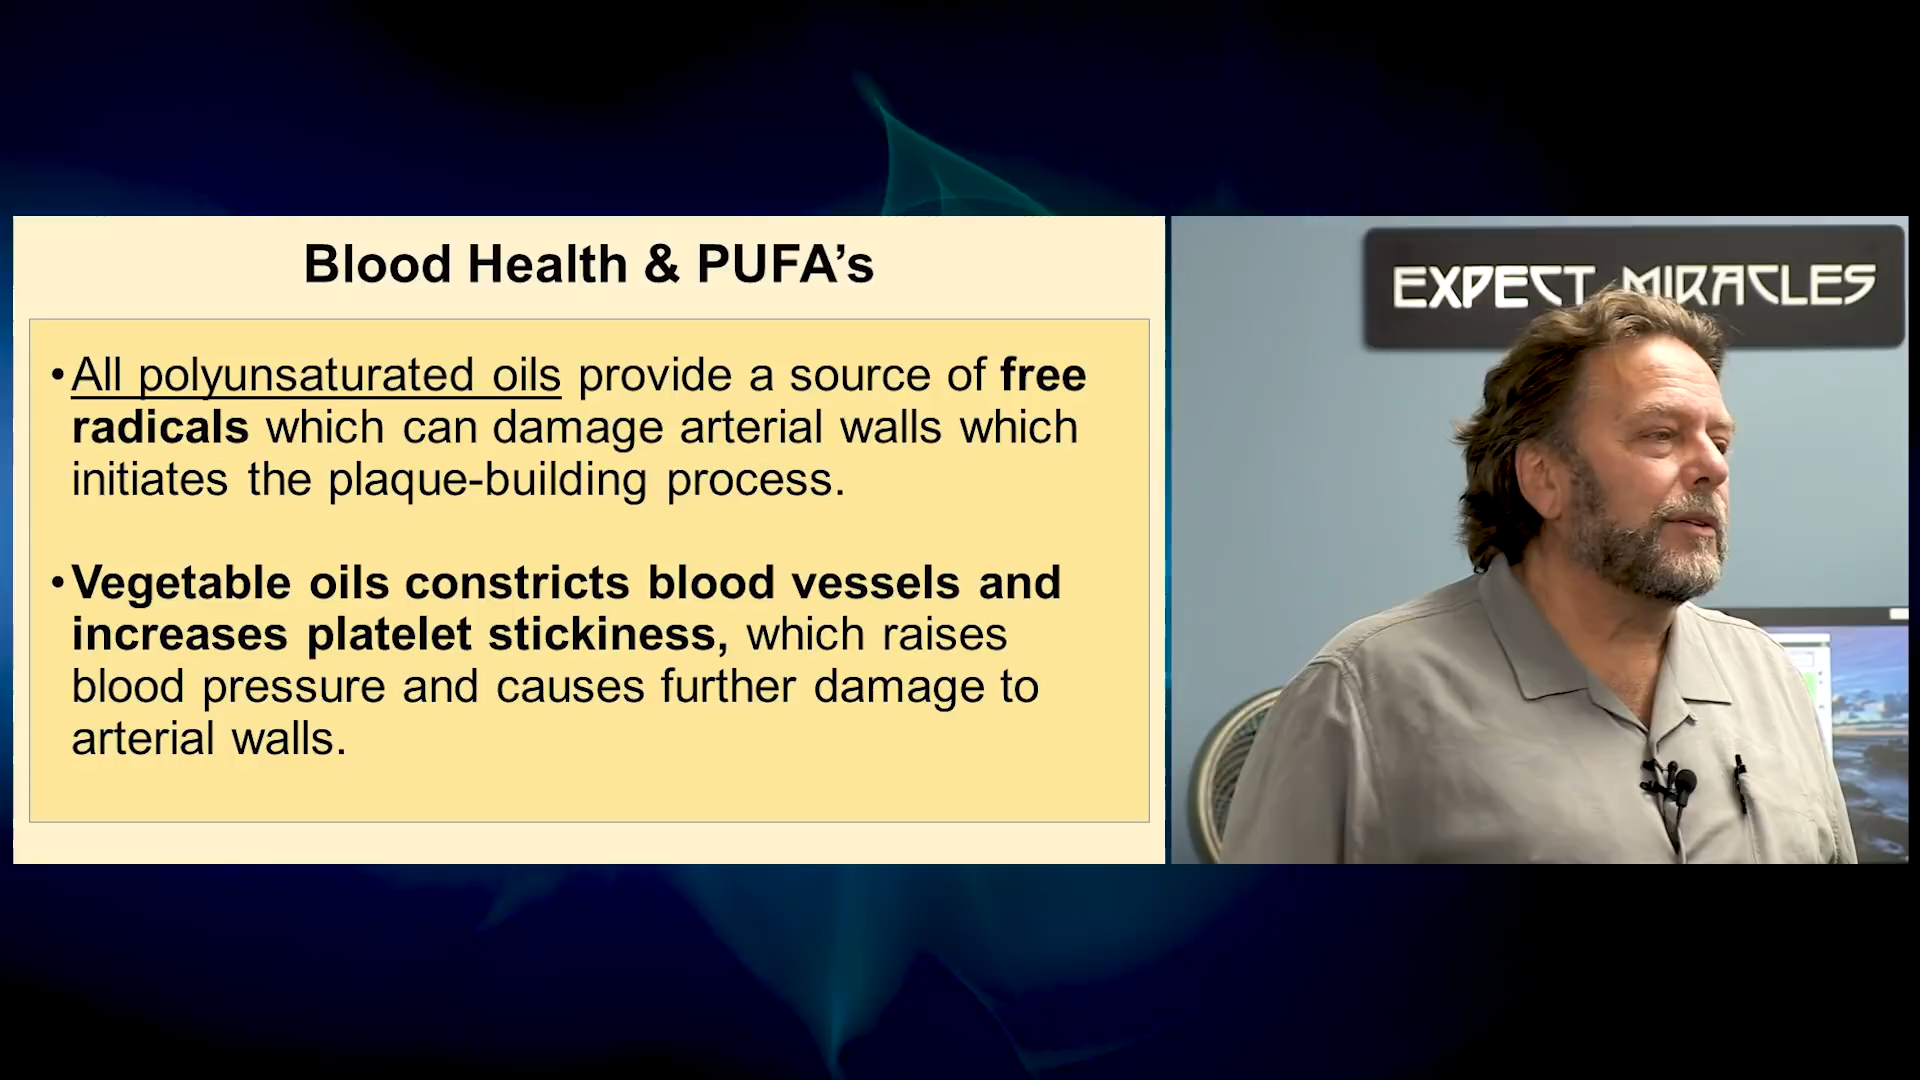 Blood Health & PUFA’s
•All polyunsaturated oils provide a source of free
radicals which can damage arterial walls which
initiates the plaque-building process.
•Vegetable oils constricts blood vessels and
increases platelet stickiness, which raises
blood pressure and causes further damage to
arterial walls.
EXPECT MIRACLES